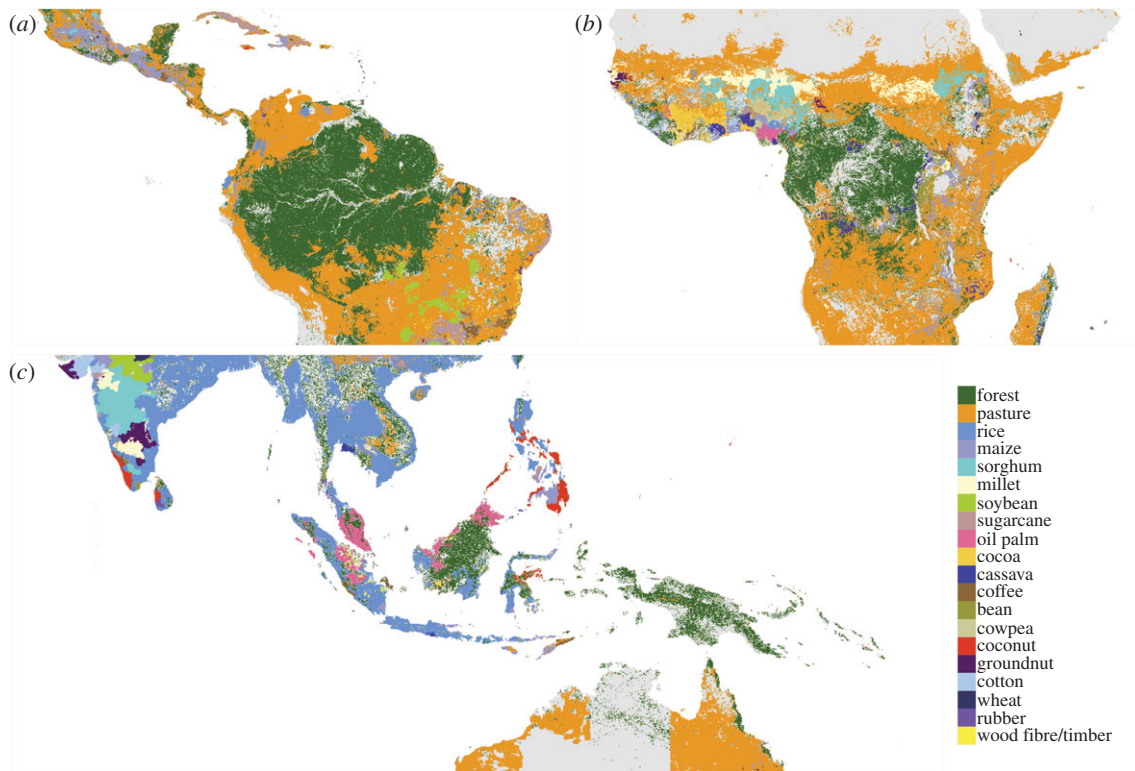 (a)
(b)
(c)
forest
pasture
rice
maize
sorghum
millet
soybean
sugarcane
oil palm
cocoa
cassava
coffee
bean
cowpea
coconut
groundnut
cotton
wheat
rubber
wood fibre/timber